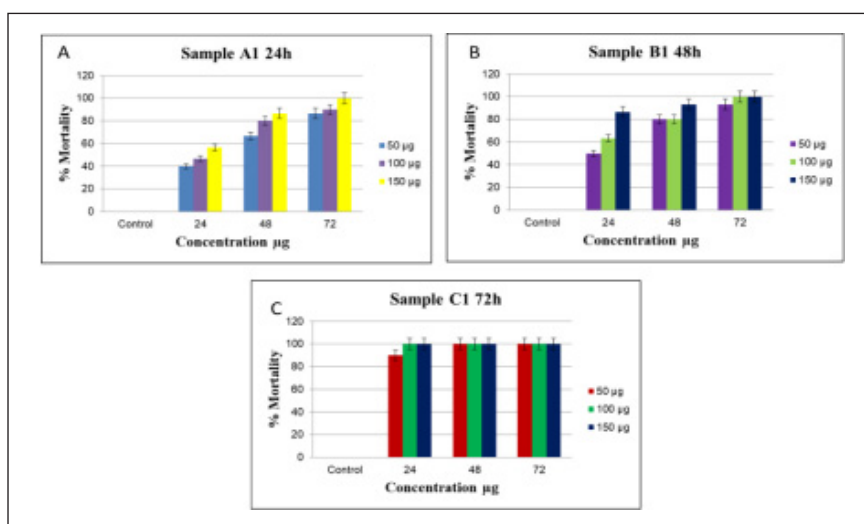 A
Sample A1 24h
% Mortality
120
100
80
60
40
20
0
Control 24 48 72
Concentration µg
50 µg
100 µg
150 µg
B
Sample B1 48h
% Mortality
120
100
80
60
40
20
0
Control 24 48 72
Concentration µg
50 µg
100 µg
150 µg
C
Sample C1 72h
% Mortality
120
100
80
60
40
20
0
Control 24 48 72
Concentration µg
50 µg
100 µg
150 µg